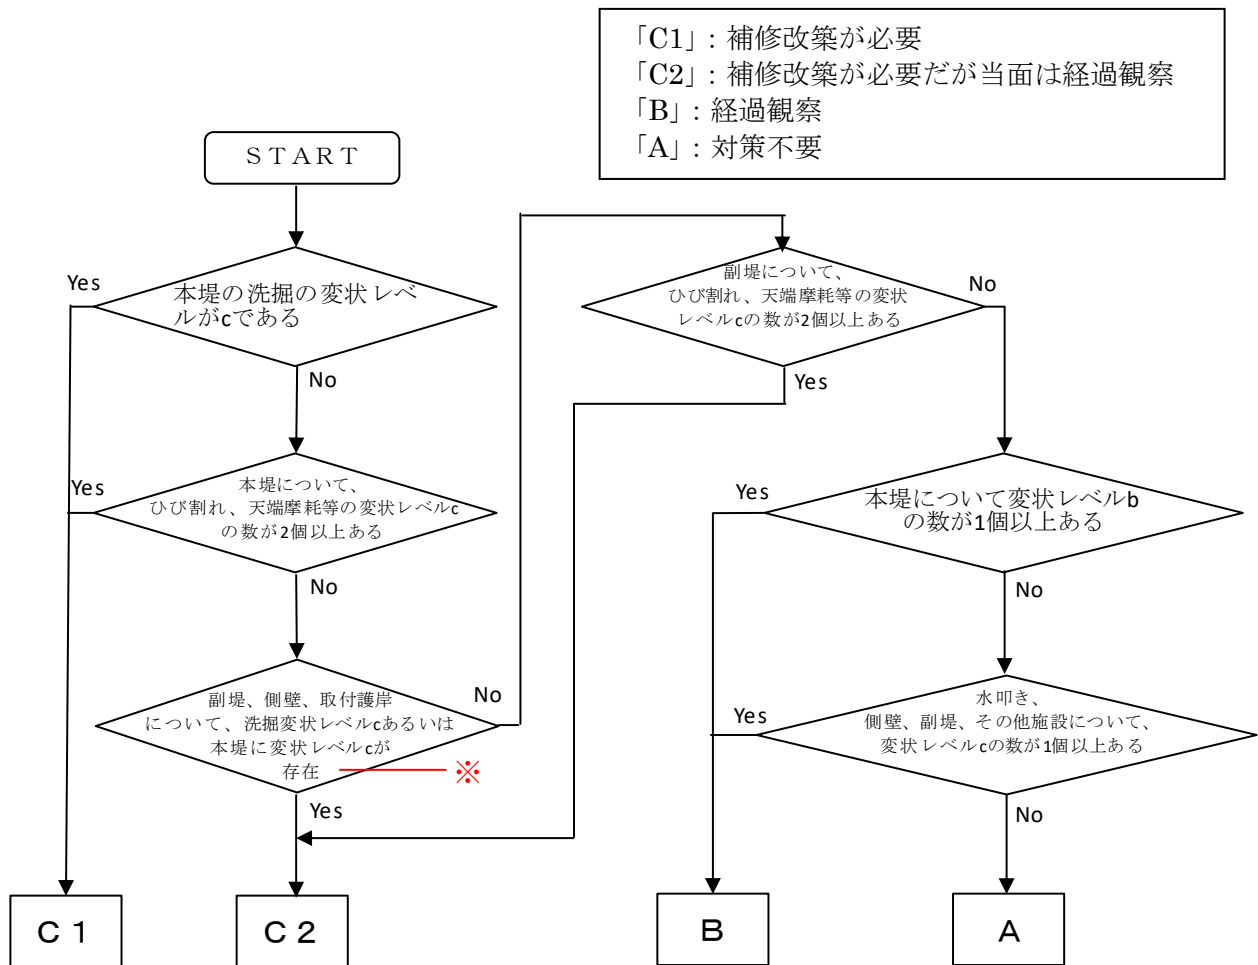 「C1」: 補修改築が必要
「C2」: 補修改築が必要だが当面は経過観察
「B」: 経過観察
「A」: 対策不要
ＳＴＡＲＴ
Yes
本堤の洗掘の変状レベ
ルがcである
No
Yes
本堤について、
ひび割れ、天端摩耗等の変状レベルc
の数が2個以上ある
No
副堤、側壁、取付護岸
について、洗掘変状レベルcあるいは
本堤に変状レベルcが
存在
※
No
Yes
副堤について、
ひび割れ、天端摩耗等の変状
レベルcの数が2個以上ある
No
Yes
Yes
本堤について変状レベルb
の数が1個以上ある
No
Yes
水叩き、
側壁、副堤、その他施設について、
変状レベルcの数が1個以上ある
No
Ｃ１
Ｃ２
Ｂ
Ａ